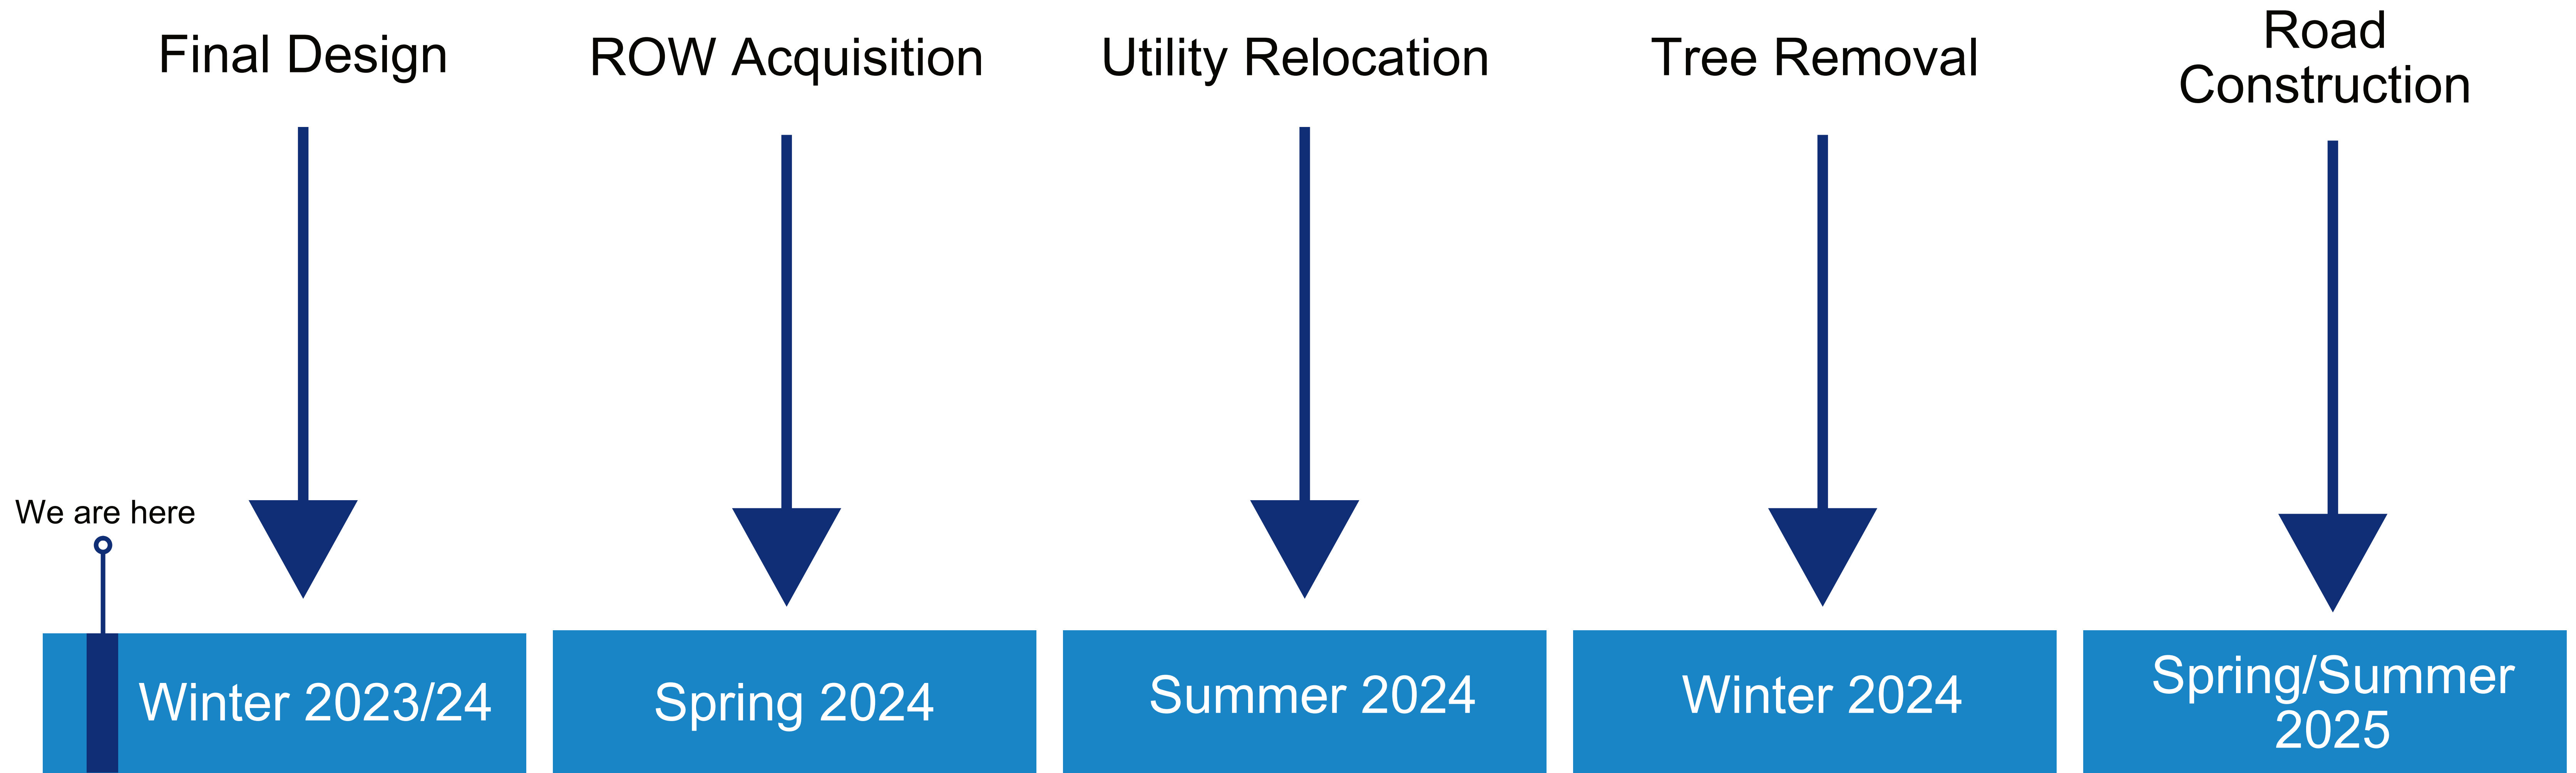 Final Design
ROW Acquisition
Utility Relocation
Tree Removal
Road
Construction
We are here
Winter 2023/24
Spring 2024
Summer 2024
Winter 2024
Spring/Summer
2025